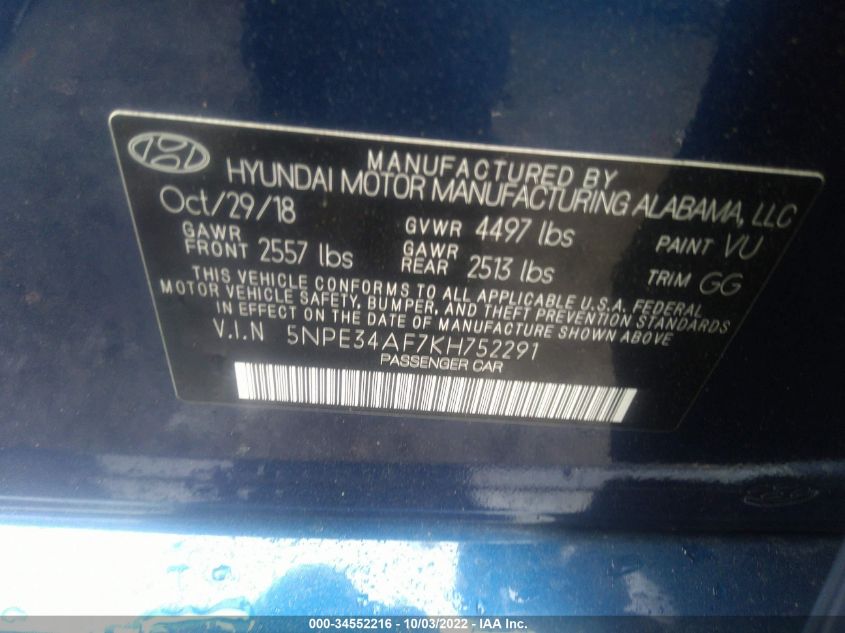 MANUFACTURED BY
HYUNDAI MOTOR MANUFACTURING ALABAMA, LLC
Oct/29/18 GVWR 4497 lbs PAINT VU
GAWR FRONT 2557 lbs GAWR REAR 2513 lbs TRIM GG
THIS VEHICLE CONFORMS TO ALL APPLICABLE U.S.A. FEDERAL
MOTOR VEHICLE SAFETY, BUMPER, AND THEFT PREVENTION STANDARDS
IN EFFECT ON THE DATE OF MANUFACTURE SHOWN ABOVE
V.I.N 5NPE34AF7KH752291
PASSENGER CAR
000-34552216 - 10/03/2022 - IAA Inc.